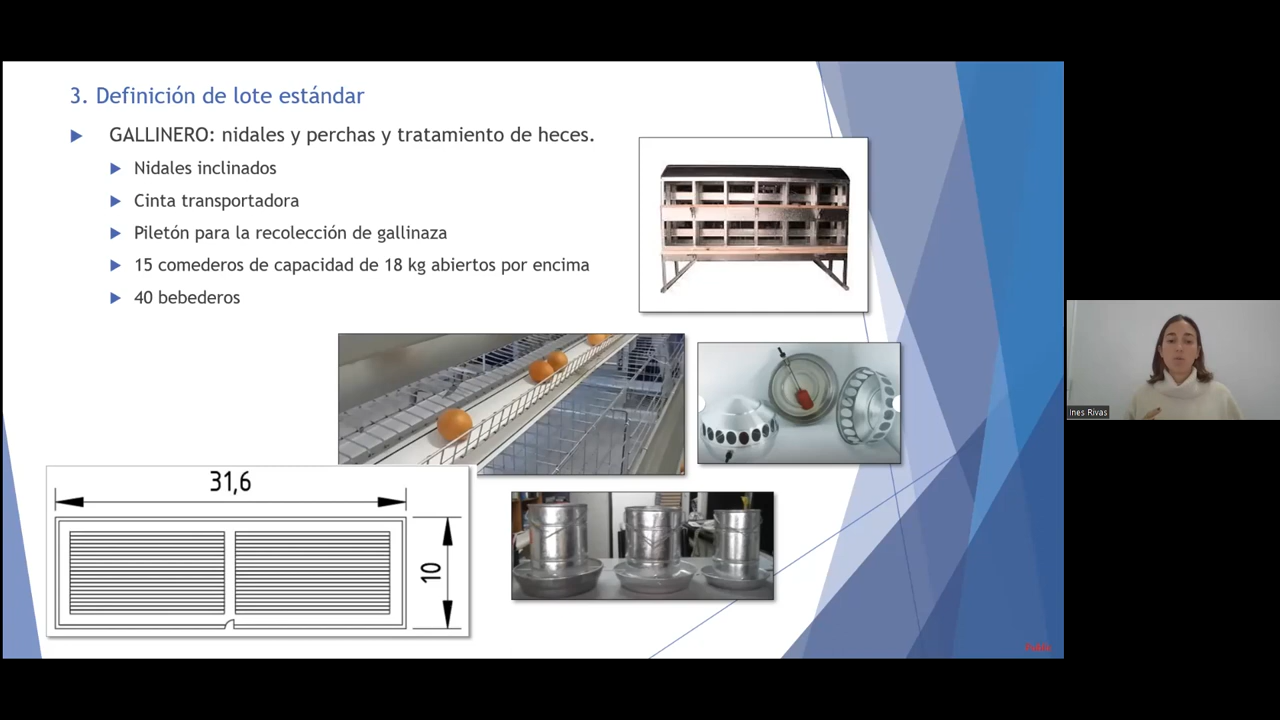 3. Definición de lote estándar
GALLINERO: nidales y perchas y tratamiento de heces.
Nidales inclinados
Cinta transportadora
Piletón para la recolección de gallinaza
15 comederos de capacidad de 18 kg abiertos por encima
40 bebederos
31,6
10
Ines Rivas